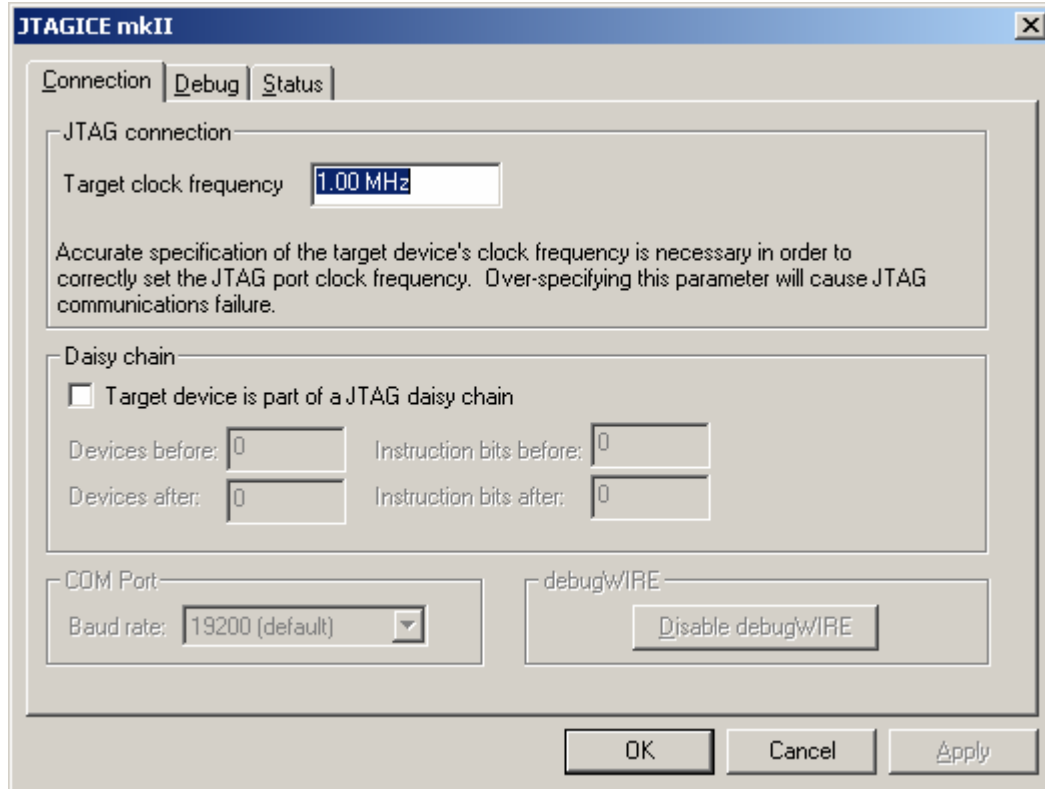 JTAGICE mkII
Connection Debug Status
JTAG connection
Target clock frequency 1.00 MHz
Accurate specification of the target device's clock frequency is necessary in order to
correctly set the JTAG port clock frequency. Over-specifying this parameter will cause JTAG
communications failure.
Daisy chain
Target device is part of a JTAG daisy chain
Devices before: 0 Instruction bits before: 0
Devices after: 0 Instruction bits after: 0
COM Port debugWIRE
Baud rate: 19200 (default) Disable debugWIRE
OK Cancel Apply